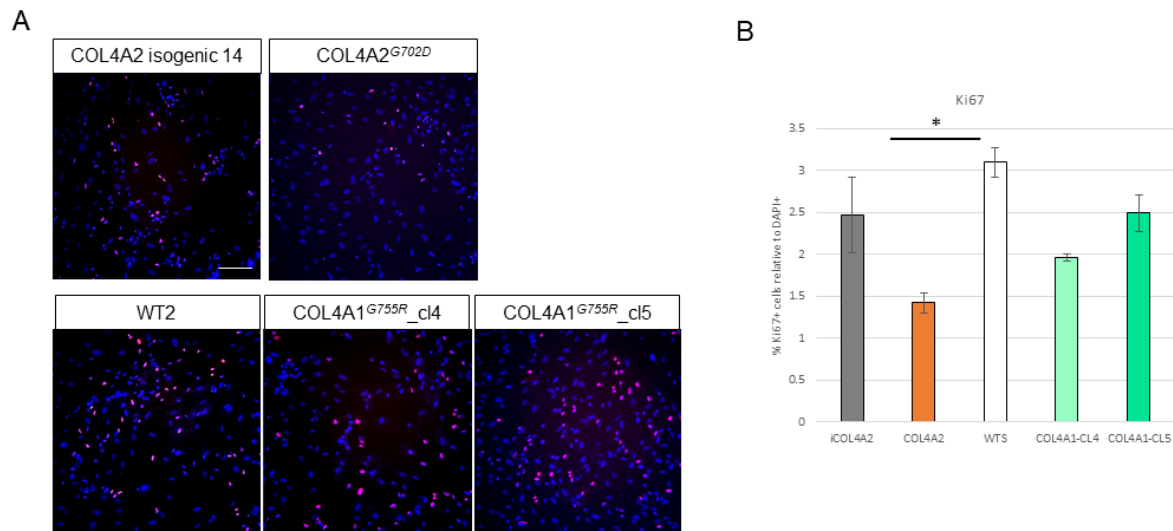 A
COL4A2 isogenic 14
COL4A2G702D
WT2
COL4A1G755R_cl4
COL4A1G755R_cl5
B
Ki67
*
% Ki67+ cells relative to DAPI+
3.5
3
2.5
2
1.5
1
0.5
0
iCOL4A2
COL4A2
WTS
COL4A1-CL4
COL4A1-CL5